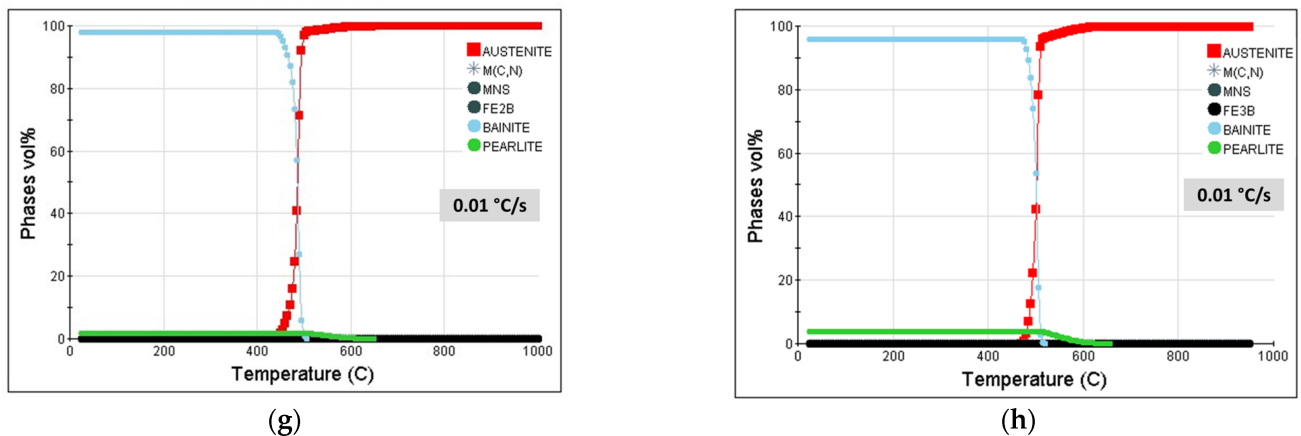 100
80
60
40
20
0
Phases vol%
AUSTENITE
M(C,N)
MNS
FE2B
BAINITE
PEARLITE
0.01 °C/s
0 200 400 600 800 1000
Temperature (C)
(g)
100
80
60
40
20
0
Phases vol%
AUSTENITE
M(C,N)
MNS
FE3B
BAINITE
PEARLITE
0.01 °C/s
0 200 400 600 800 1000
Temperature (C)
(h)